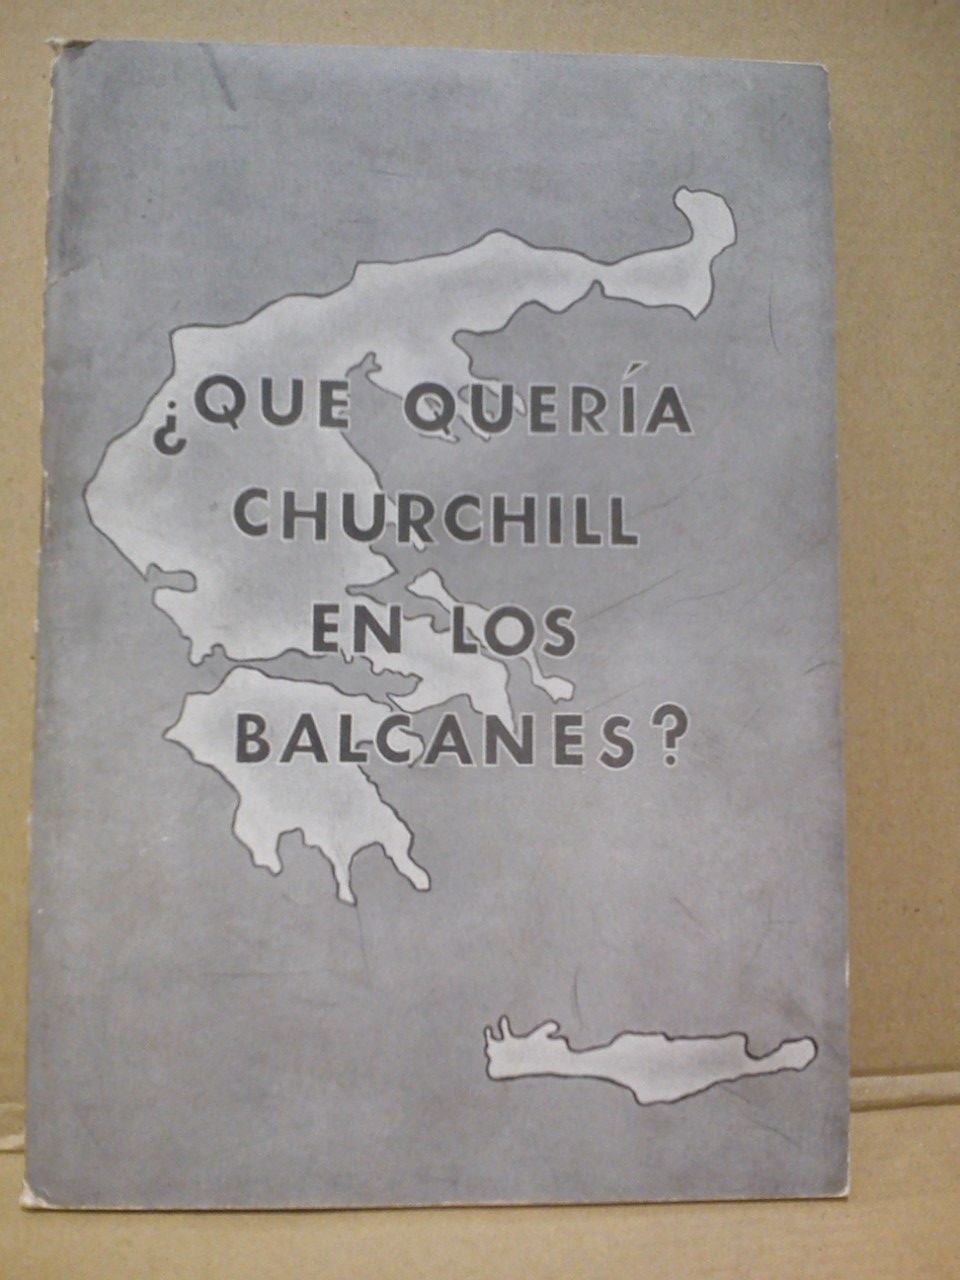 ¿QUE QUERÍA
CHURCHILL
EN LOS
BALCANES?